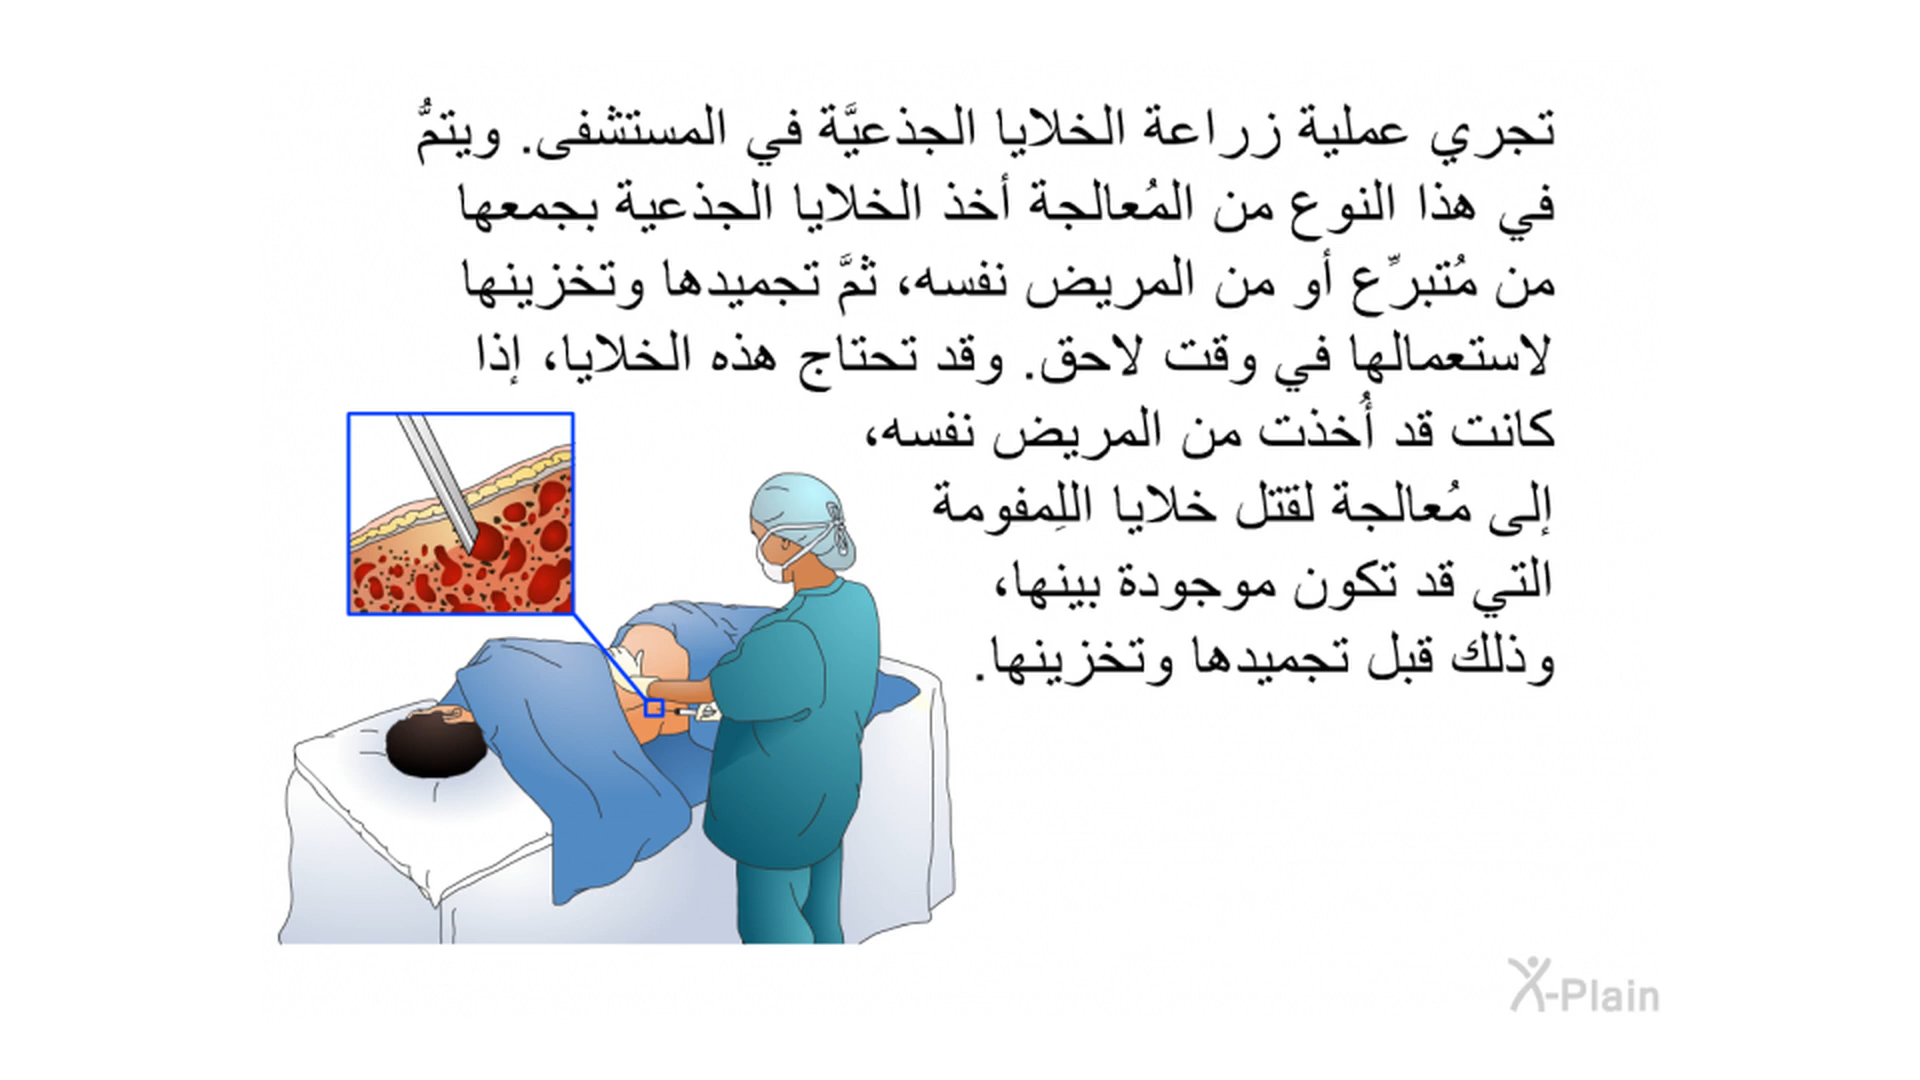 تجري عملية زراعة الخلايا الجذعيَّة في المستشفى. ويتمُّ
في هذا النوع من المُعالجة أخذ الخلايا الجذعية بجمعها
من مُتبرِّع أو من المريض نفسه، ثمَّ تجميدها وتخزينها
لاستعمالها في وقت لاحق. وقد تحتاج هذه الخلايا، إذا
كانت قد أُخذت من المريض نفسه،
إلى مُعالجة لقتل خلايا اللِمفومة
التي قد تكون موجودة بينها،
وذلك قبل تجميدها وتخزينها.
X-Plain